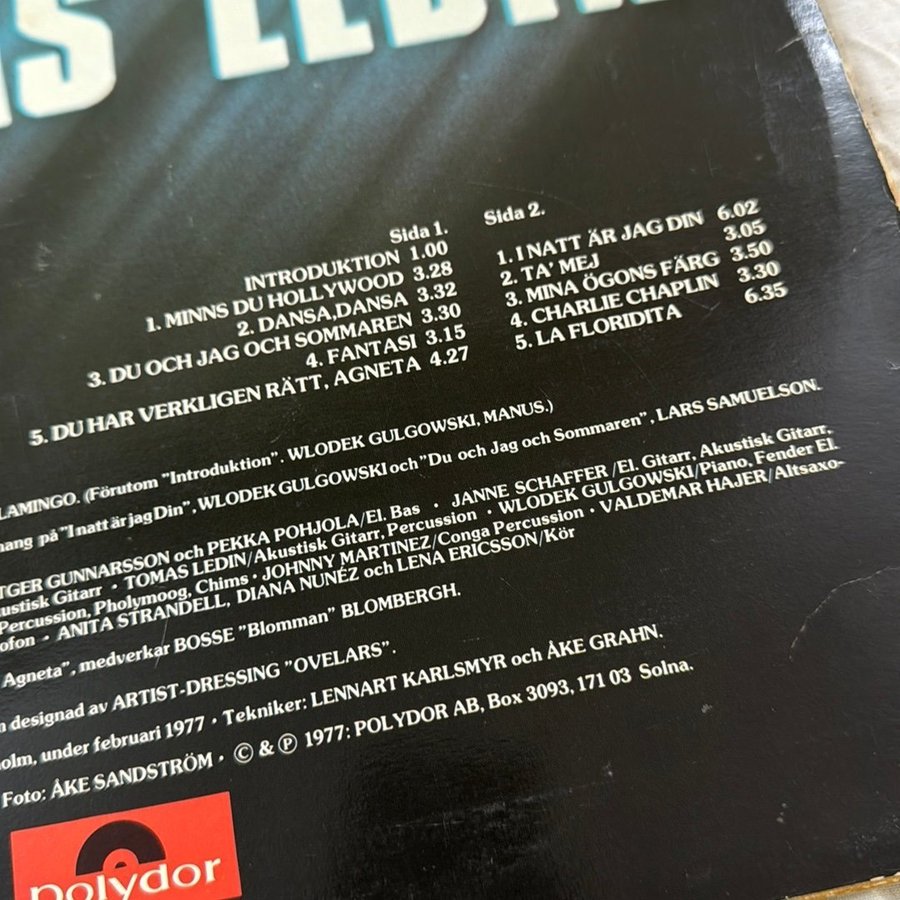 Sida 1.
INTRODUKTION 1.00
1. MINNS DU HOLLYWOOD 3.28
2. DANSA,DANSA 3.32
3. DU OCH JAG OCH SOMMAREN 3.30
4. FANTASI 3.15
5. DU HAR VERKLIGEN RÄTT, AGNETA 4.27
Sida 2.
1. I NATT ÄR JAG DIN 6.02
2. TA' MEJ 3.05
3. MINA ÖGONS FÄRG 3.50
4. CHARLIE CHAPLIN 3.30
5. LA FLORIDITA 6.35
(Förutom "Introduktion". WLODEK GULGOWSKI, MANUS.)
på "I natt är jag Din", WLODEK GULGOWSKI och "Du och Jag och Sommaren", LARS SAMUELSON.
GUNNARSSON och PEKKA POHJOLA/El. Bas · JANNE SCHAFFER/El. Gitarr, Akustisk Gitarr,
Gitarr · TOMAS LEDIN/Akustisk Gitarr, Percussion · WLODEK GULGOWSKI/Piano, Fender El.
Percussion, Pholymoog, Chims · JOHNNY MARTINEZ/Conga Percussion · VALDEMAR HAJER/Altsaxo-
ofon · ANITA STRANDELL, DIANA NUNÉZ och LENA ERICSSON/Kör
Agneta", medverkar BOSSE "Blomman" BLOMBERGH.
designad av ARTIST-DRESSING "OVELARS".
olm, under februari 1977 · Tekniker: LENNART KARLSMYR och ÅKE GRAHN.
Foto: ÅKE SANDSTRÖM · © & ℗ 1977: POLYDOR AB, Box 3093, 171 03 Solna.
polydor